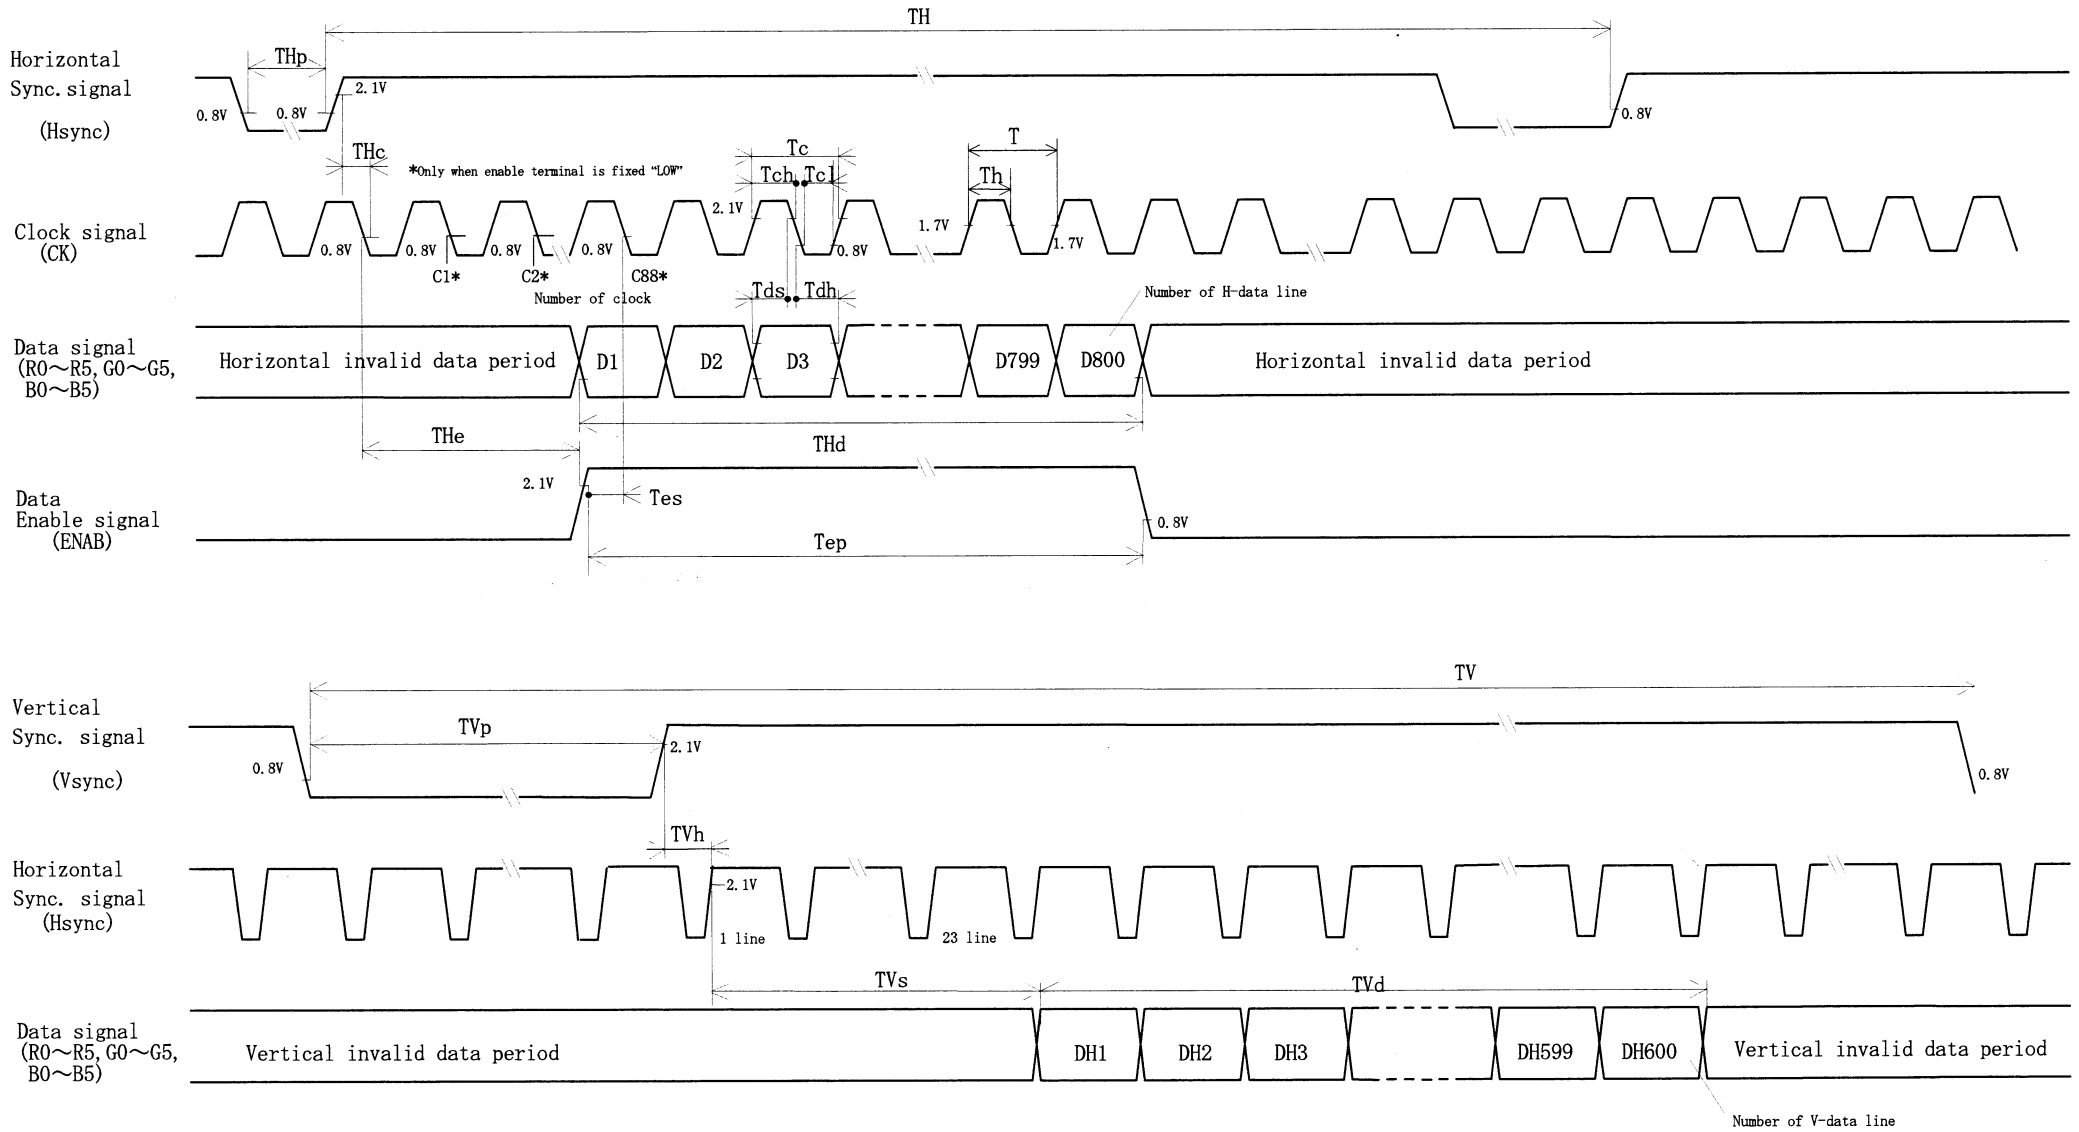 TH
Horizontal
THp
Sync. signal
2.1V
0.8V
0.8V
0.8V
(Hsync)
THc
*Only when enable terminal is fixed “LOW”
Tc
T
Tch
Tcl
Th
2.1V
1.7V
Clock signal
(CK)
0.8V
0.8V
0.8V
0.8V
0.8V
1.7V
C1*
C2*
C88*
Number of clock
Tds
Tdh
Number of H-data line
Data signal
(R0～R5, G0～G5,
B0～B5)
Horizontal invalid data period
D1
D2
D3
D799
D800
Horizontal invalid data period
THe
THd
2.1V
Tes
Data
Enable signal
(ENAB)
0.8V
Tep
TV
Vertical
Sync. signal
TVp
2.1V
(Vsync)
0.8V
0.8V
TVh
Horizontal
Sync. signal
(Hsync)
2.1V
1 line
23 line
TVs
TVd
Data signal
(R0～R5, G0～G5,
B0～B5)
Vertical invalid data period
DH1
DH2
DH3
DH599
DH600
Vertical invalid data period
Number of V-data line